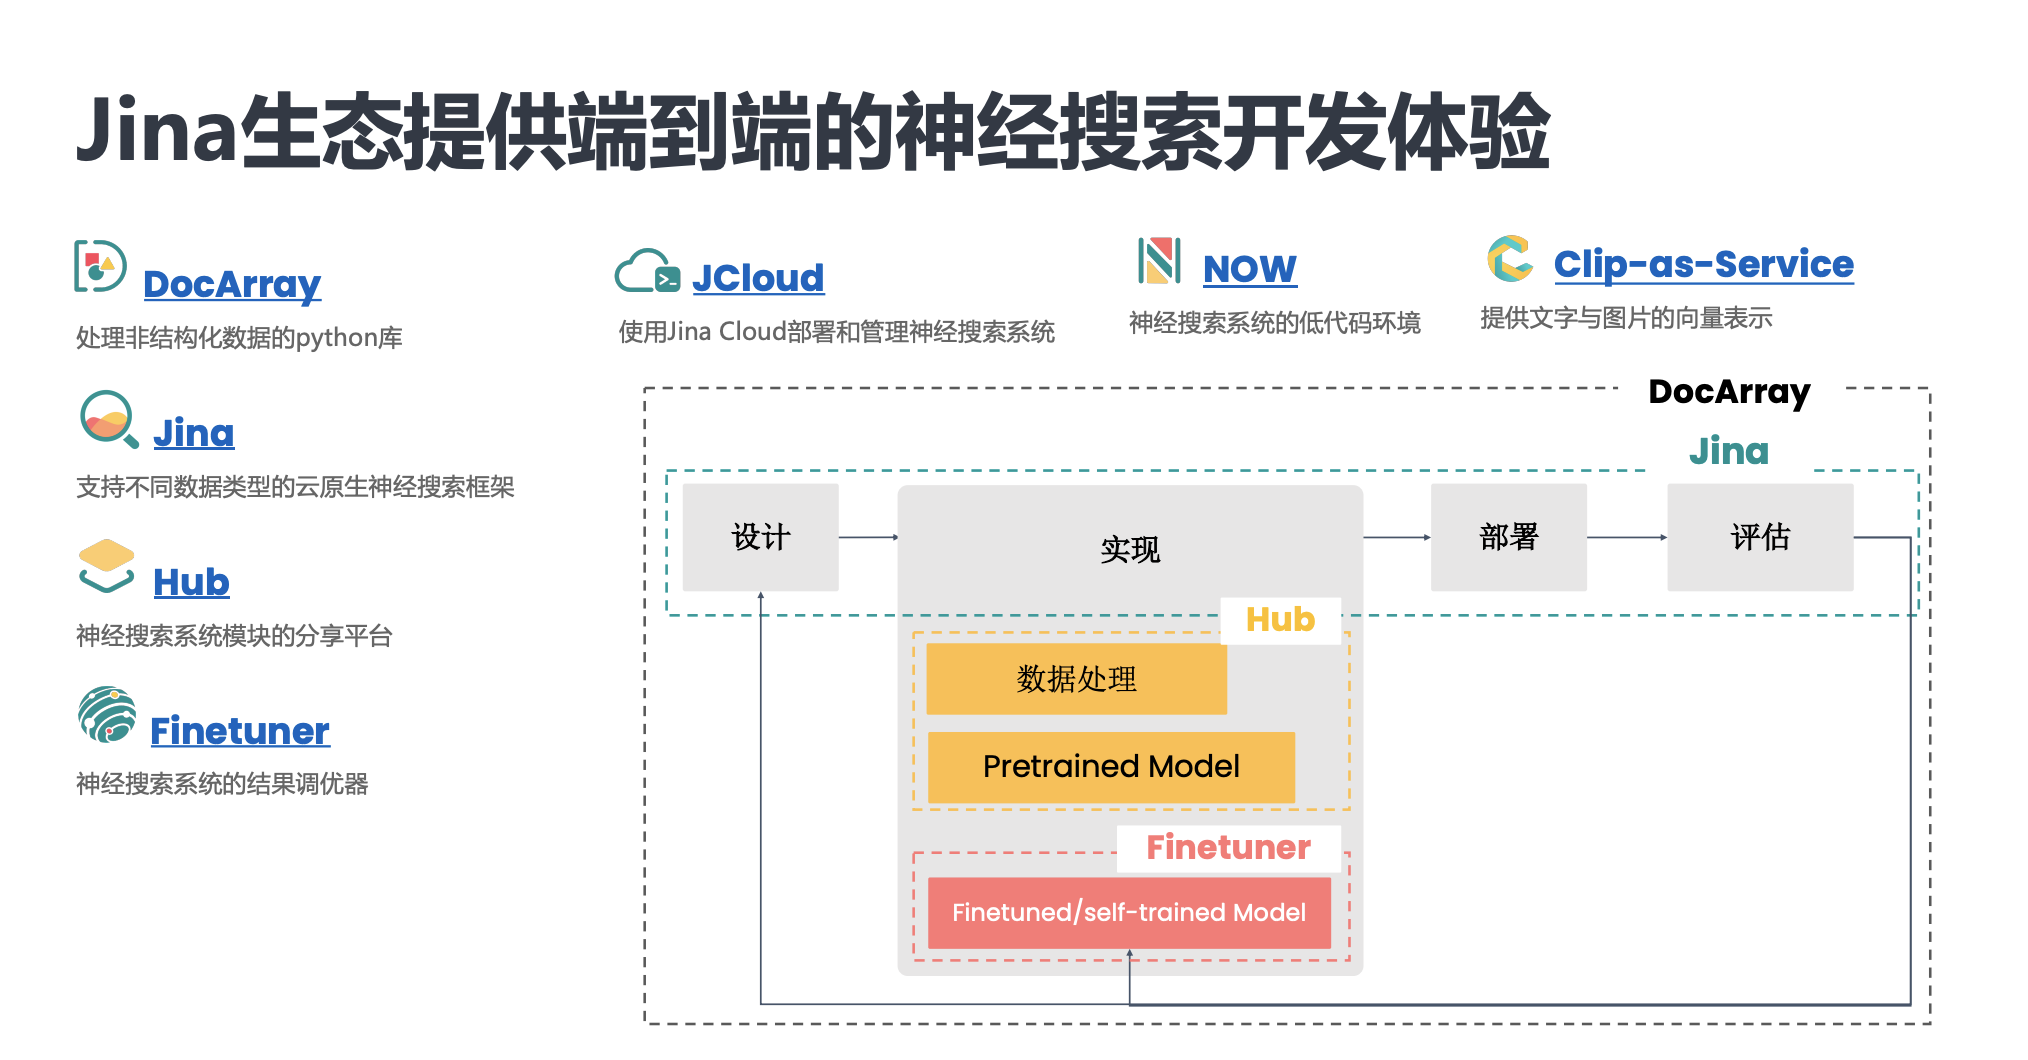 Jina生态提供端到端的神经搜索开发体验
DocArray
处理非结构化数据的python库
JCloud
使用Jina Cloud部署和管理神经搜索系统
NOW
神经搜索系统的低代码环境
Clip-as-Service
提供文字与图片的向量表示
Jina
支持不同数据类型的云原生神经搜索框架
Hub
神经搜索系统模块的分享平台
Finetuner
神经搜索系统的结果调优器
DocArray
Jina
设计
实现
部署
评估
Hub
数据处理
Pretrained Model
Finetuner
Finetuned/self-trained Model